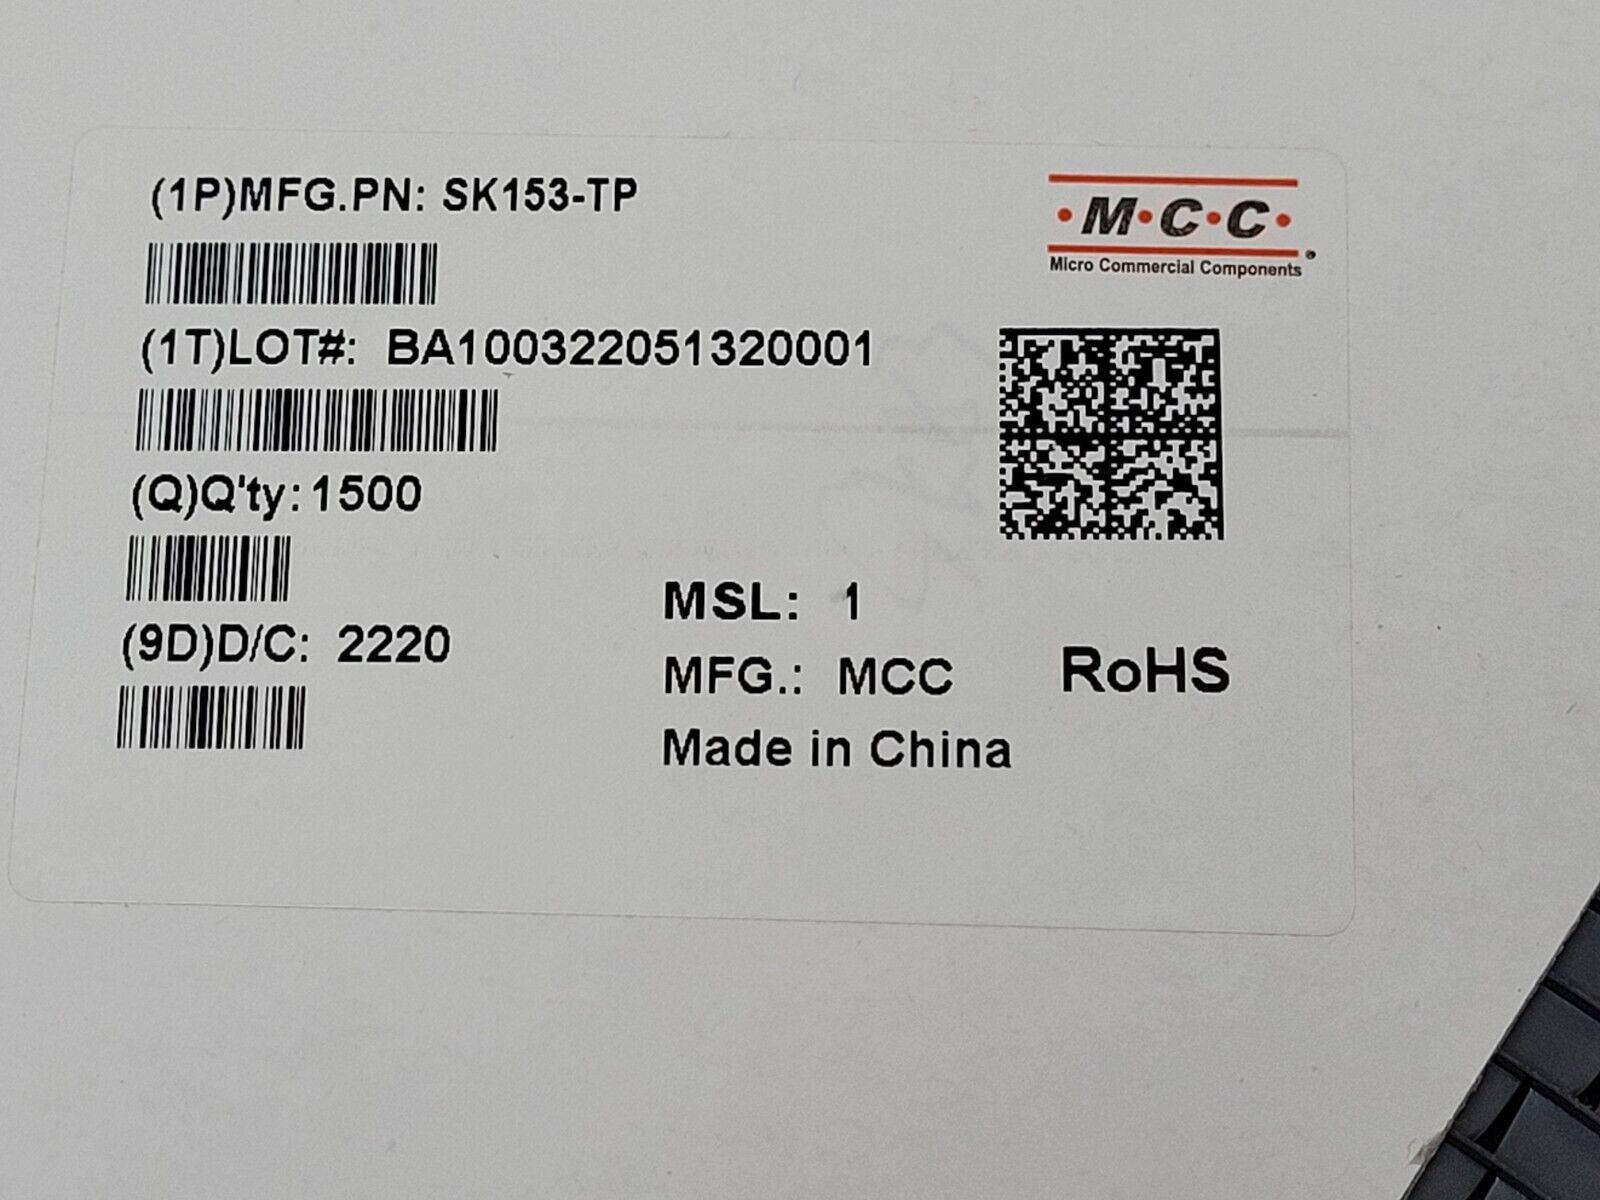 (1P)MFG.PN: SK153-TP
·M·C·C·
Micro Commercial Components
(1T)LOT#: BA100322051320001
(Q)Q'ty: 1500
(9D)D/C: 2220
MSL: 1
MFG.: MCC
RoHS
Made in China